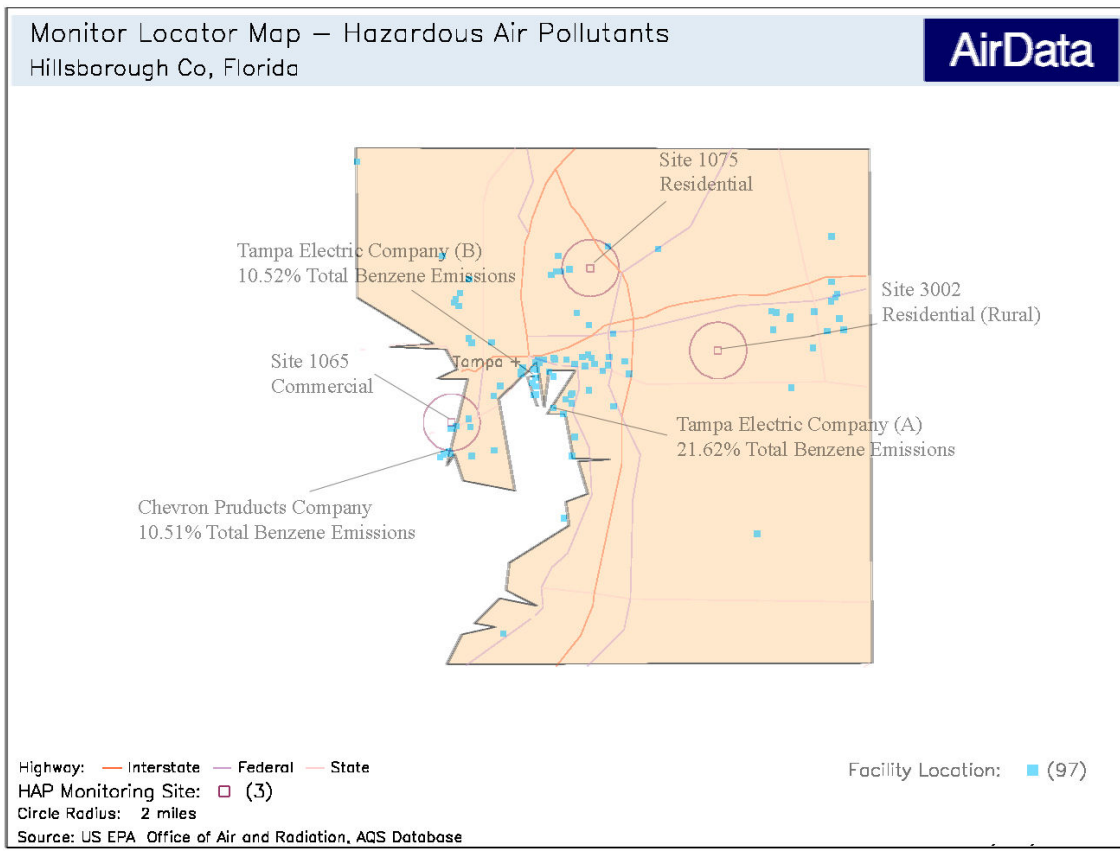 Monitor Locator Map – Hazardous Air Pollutants
Hillsborough Co, Florida
AirData
Site 1075
Residential
Tampa Electric Company (B)
10.52% Total Benzene Emissions
Site 3002
Residential (Rural)
Site 1065
Commercial
Tampa
Tampa Electric Company (A)
21.62% Total Benzene Emissions
Chevron Pruducts Company
10.51% Total Benzene Emissions
Highway: Interstate Federal State
HAP Monitoring Site: (3)
Circle Radius: 2 miles
Source: US EPA Office of Air and Radiation, AQS Database
Facility Location: (97)